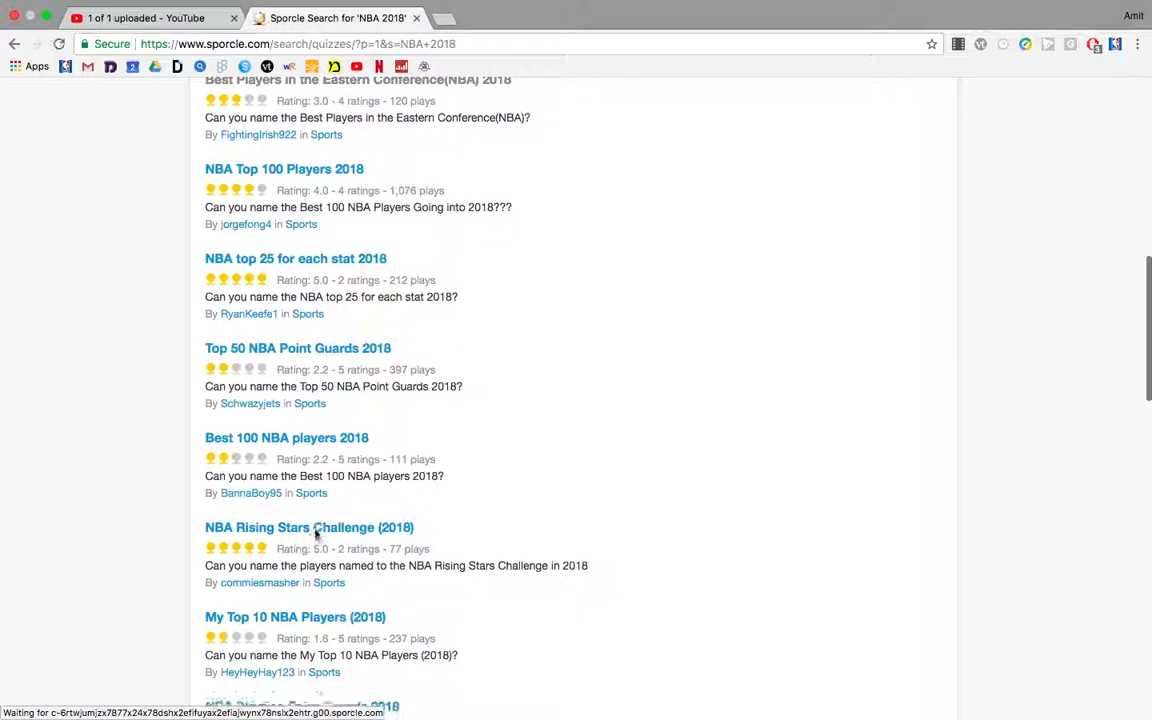 1 of 1 uploaded - YouTube
Sporcle Search for 'NBA 2018'
Amit
Secure
https://www.sporcle.com/search/quizzes/?p=1&s=NBA+2018
Apps
Best Players in the Eastern Conference(NBA) 2018
Rating: 3.0 - 4 ratings - 120 plays
Can you name the Best Players in the Eastern Conference(NBA)?
By FightingIrish922 in Sports
NBA Top 100 Players 2018
Rating: 4.0 - 4 ratings - 1,076 plays
Can you name the Best 100 NBA Players Going into 2018???
By jorgefong4 in Sports
NBA top 25 for each stat 2018
Rating: 5.0 - 2 ratings - 212 plays
Can you name the NBA top 25 for each stat 2018?
By RyanKeefe1 in Sports
Top 50 NBA Point Guards 2018
Rating: 2.2 - 5 ratings - 397 plays
Can you name the Top 50 NBA Point Guards 2018?
By Schwazyjets in Sports
Best 100 NBA players 2018
Rating: 2.2 - 5 ratings - 111 plays
Can you name the Best 100 NBA players 2018?
By BannaBoy95 in Sports
NBA Rising Stars Challenge (2018)
Rating: 5.0 - 2 ratings - 77 plays
Can you name the players named to the NBA Rising Stars Challenge in 2018
By commiesmasher in Sports
My Top 10 NBA Players (2018)
Rating: 1.6 - 5 ratings - 237 plays
Can you name the My Top 10 NBA Players (2018)?
By HeyHeyHay123 in Sports
2018
Waiting for c-6rtwjumjzx7877x24x78dshx2efifuyax2efiajwynx78nslx2ehtr.g00.sporcle.com